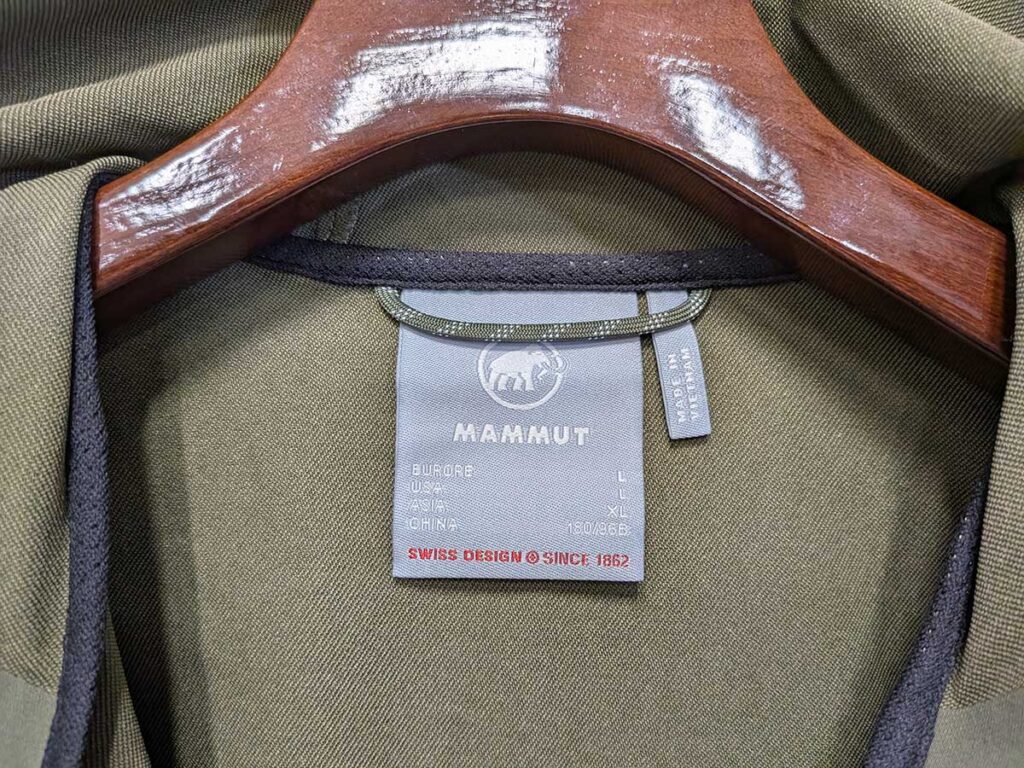 MAMMUT
EUROPE L
USA L
ASIA XL
CHINA 180/96B
SWISS DESIGN SINCE 1862
MADE IN
VIETNAM